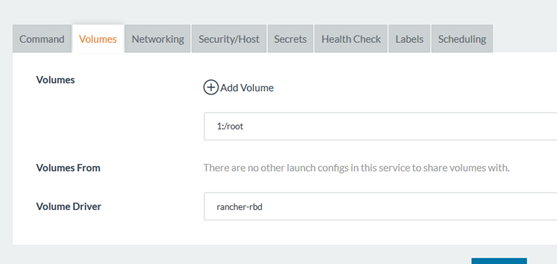 Command Volumes Networking Security/Host Secrets Health Check Labels Scheduling
Volumes
Add Volume
1:/root
Volumes From There are no other launch configs in this service to share volumes with.
Volume Driver rancher-rbd